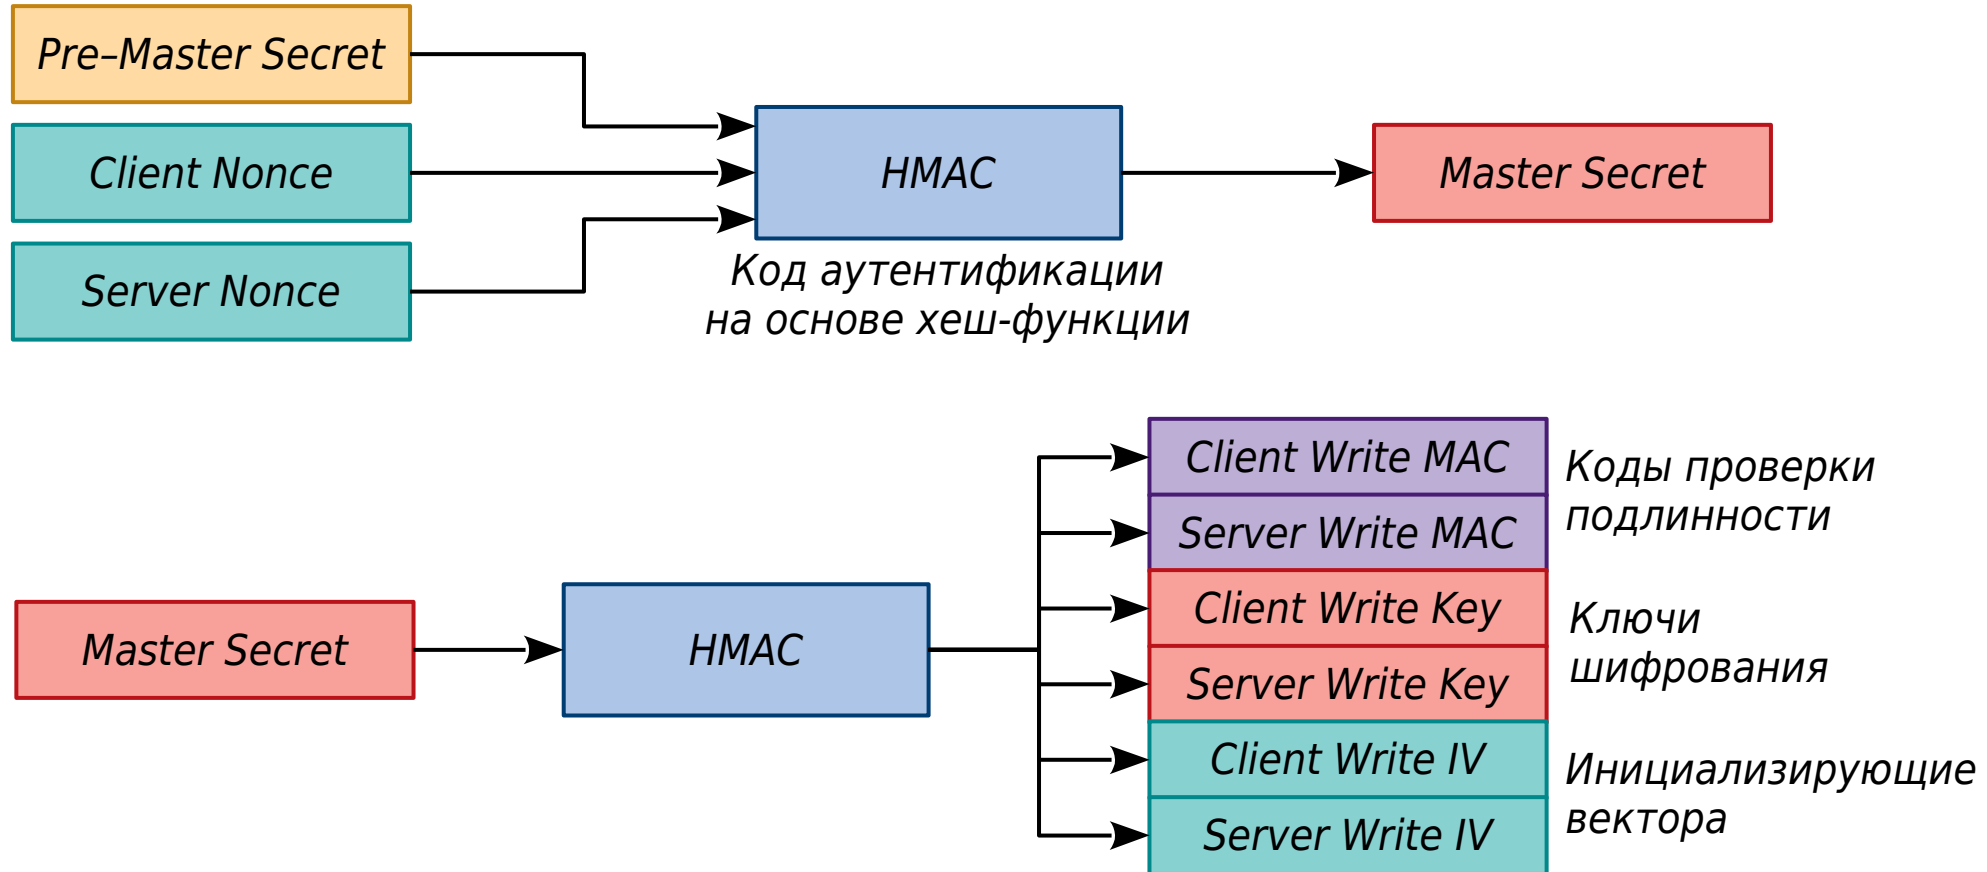 Pre–Master Secret
Client Nonce
Server Nonce
HMAC
Код аутентификации
на основе хеш-функции
Master Secret
Master Secret
HMAC
Client Write MAC
Server Write MAC
Client Write Key
Server Write Key
Client Write IV
Server Write IV
Коды проверки
подлинности
Ключи
шифрования
Инициализирующие
вектора